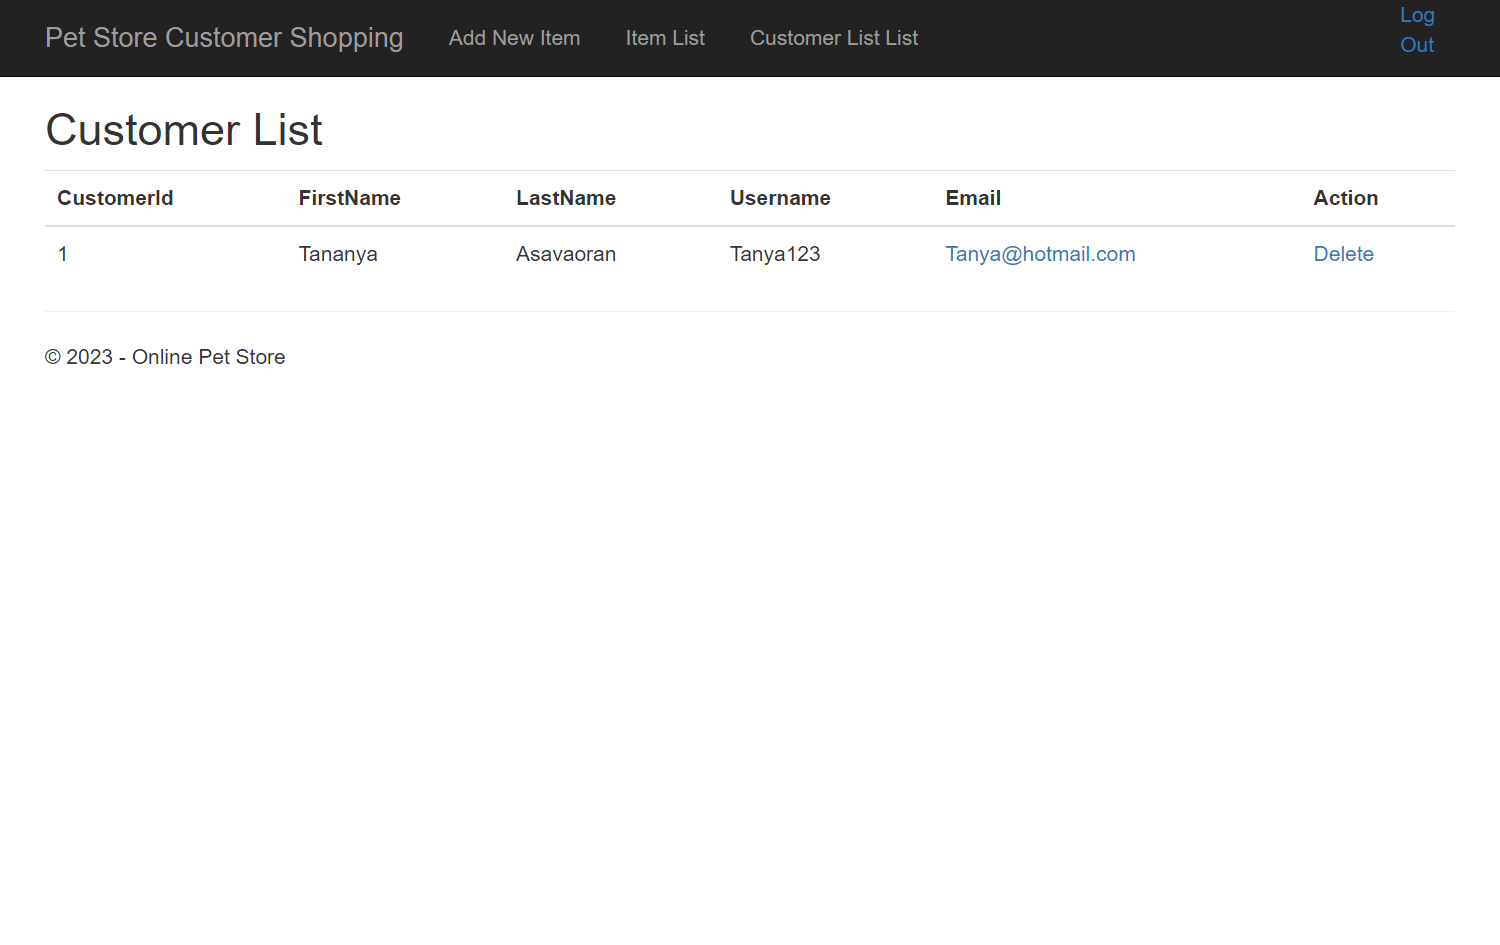 Pet Store Customer Shopping Add New Item Item List Customer List List Log
Out
Customer List
CustomerId FirstName LastName Username Email Action
1 Tananya Asavaoran Tanya123 Tanya@hotmail.com Delete
© 2023 - Online Pet Store